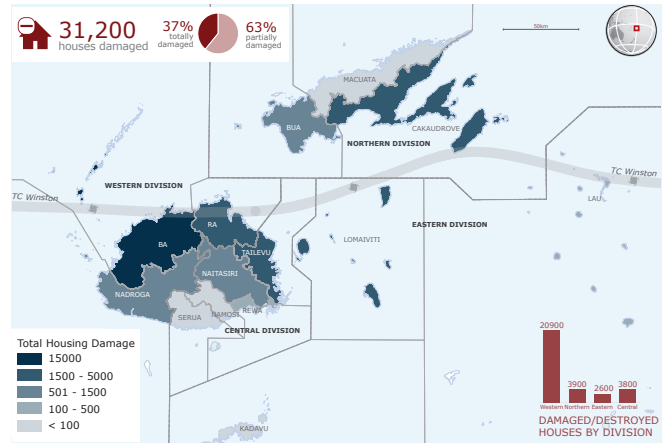 31,200
houses damaged
37%
totally
damaged
63%
partially
damaged
50km
MACUATA
BUA
CAKAUDROVE
NORTHERN DIVISION
WESTERN DIVISION
TC Winston
TC Winston
LAU
RA
EASTERN DIVISION
BA
LOMAIVITI
TAILEVU
NAITASIRI
NADROGA
SERUA
NAMOSI
REWA
CENTRAL DIVISION
KADAVU
Total Housing Damage
15000
1500 - 5000
501 - 1500
100 - 500
< 100
20900
3900
2600
3800
Western
Northern
Eastern
Central
DAMAGED/DESTROYED
HOUSES BY DIVISION